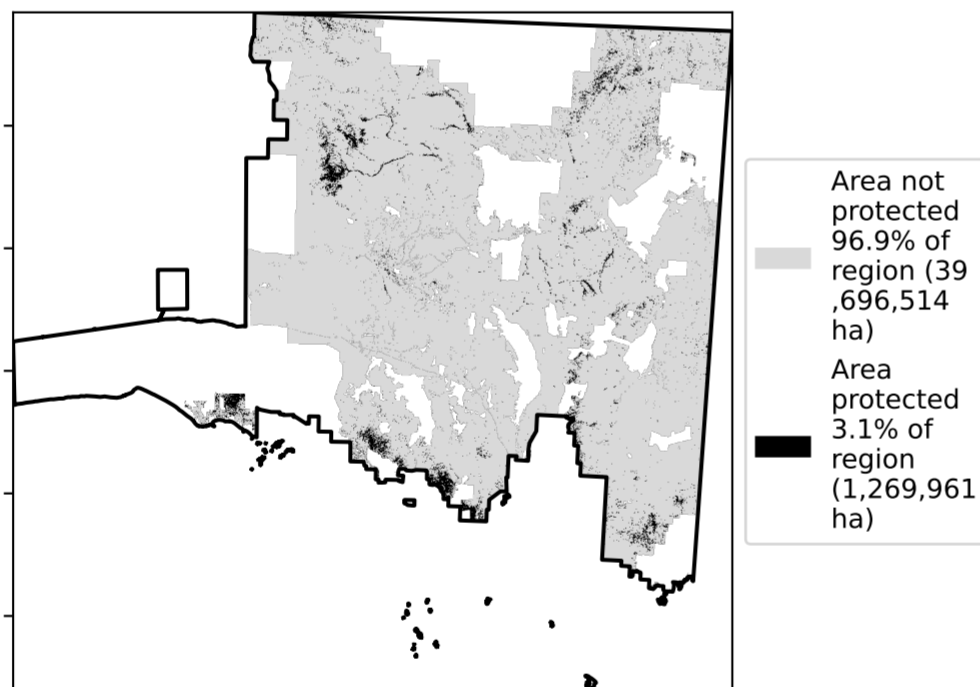 Area not
protected
96.9% of
region (39
,696,514
ha)
Area
protected
3.1% of
region
(1,269,961
ha)